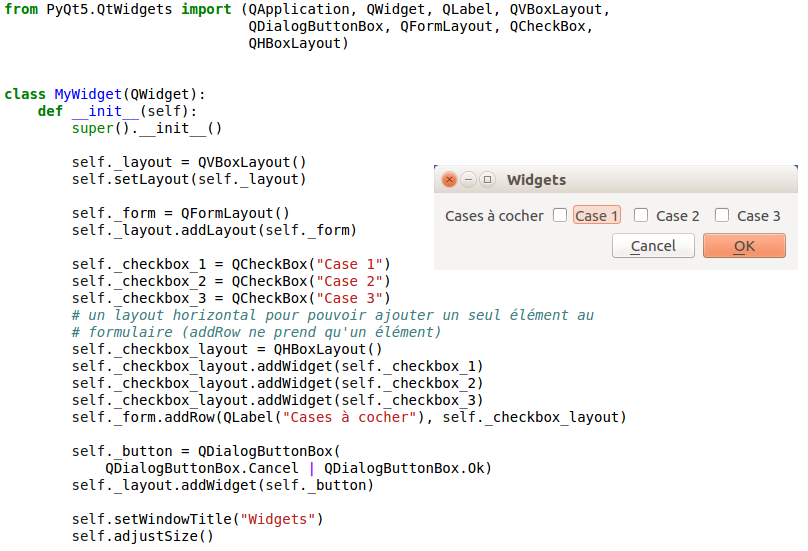 from PyQt5.QtWidgets import (QApplication, QWidget, QLabel, QVBoxLayout,
                             QDialogButtonBox, QFormLayout, QCheckBox,
                             QHBoxLayout)
class MyWidget(QWidget):
    def __init__(self):
        super().__init__()
        self._layout = QVBoxLayout()
        self.setLayout(self._layout)
        self._form = QFormLayout()
        self._layout.addLayout(self._form)
        self._checkbox_1 = QCheckBox("Case 1")
        self._checkbox_2 = QCheckBox("Case 2")
        self._checkbox_3 = QCheckBox("Case 3")
        # un layout horizontal pour pouvoir ajouter un seul élément au
        # formulaire (addRow ne prend qu'un élément)
        self._checkbox_layout = QHBoxLayout()
        self._checkbox_layout.addWidget(self._checkbox_1)
        self._checkbox_layout.addWidget(self._checkbox_2)
        self._checkbox_layout.addWidget(self._checkbox_3)
        self._form.addRow(QLabel("Cases à cocher"), self._checkbox_layout)
        self._button = QDialogButtonBox(
            QDialogButtonBox.Cancel | QDialogButtonBox.Ok)
        self._layout.addWidget(self._button)
        self.setWindowTitle("Widgets")
        self.adjustSize()
Widgets
Cases à cocher Case 1 Case 2 Case 3
Cancel OK